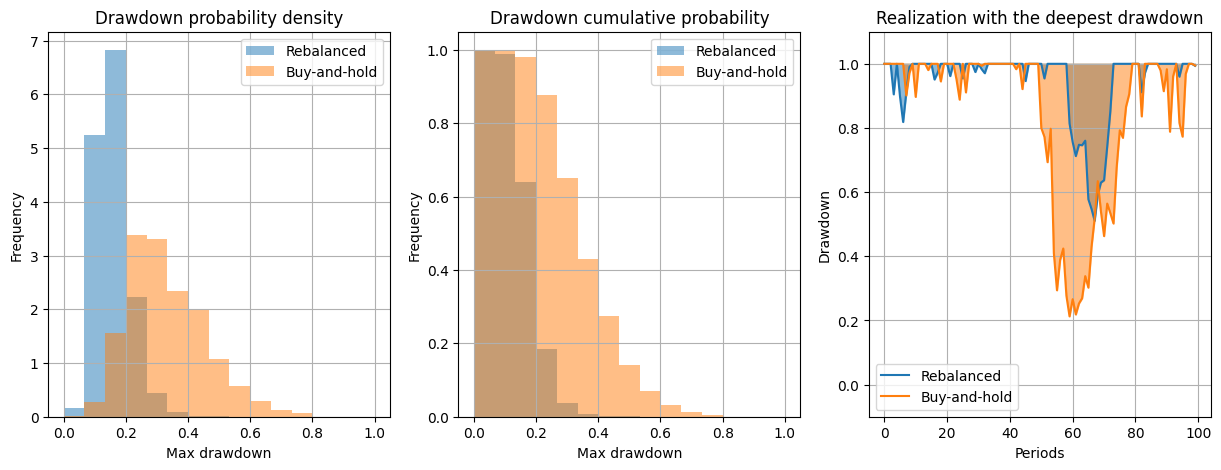 Drawdown probability density
Frequency
7
6
5
4
3
2
1
0
0.0 0.2 0.4 0.6 0.8 1.0
Max drawdown
Rebalanced
Buy-and-hold
Drawdown cumulative probability
Frequency
1.0
0.8
0.6
0.4
0.2
0.0
0.0 0.2 0.4 0.6 0.8 1.0
Max drawdown
Rebalanced
Buy-and-hold
Realization with the deepest drawdown
Drawdown
1.0
0.8
0.6
0.4
0.2
0.0
0 20 40 60 80 100
Periods
Rebalanced
Buy-and-hold